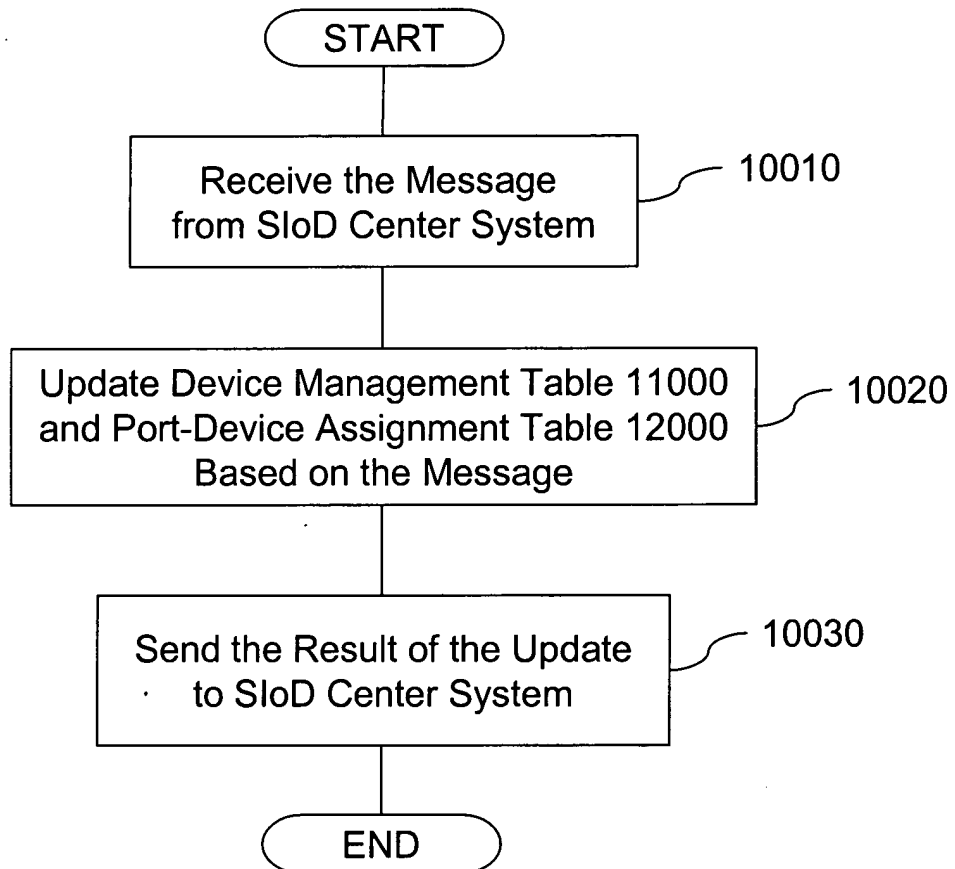 START
Receive the Message
from SIoD Center System
10010
Update Device Management Table 11000
and Port-Device Assignment Table 12000
Based on the Message
10020
Send the Result of the Update
to SIoD Center System
10030
END